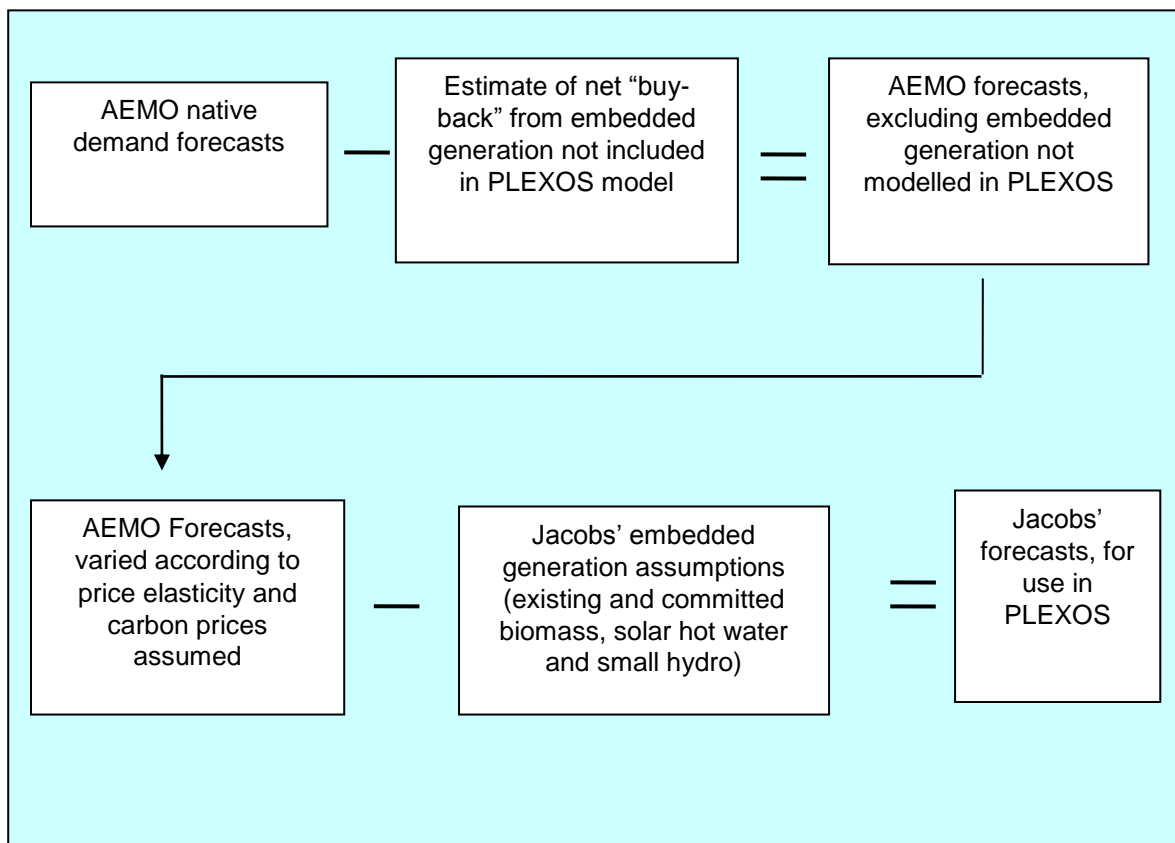 AEMO native
demand forecasts
Estimate of net “buy-
back” from embedded
generation not included
in PLEXOS model
AEMO forecasts,
excluding embedded
generation not
modelled in PLEXOS
AEMO Forecasts,
varied according to
price elasticity and
carbon prices
assumed
Jacobs’ embedded
generation assumptions
(existing and committed
biomass, solar hot water
and small hydro)
Jacobs’
forecasts, for
use in
PLEXOS